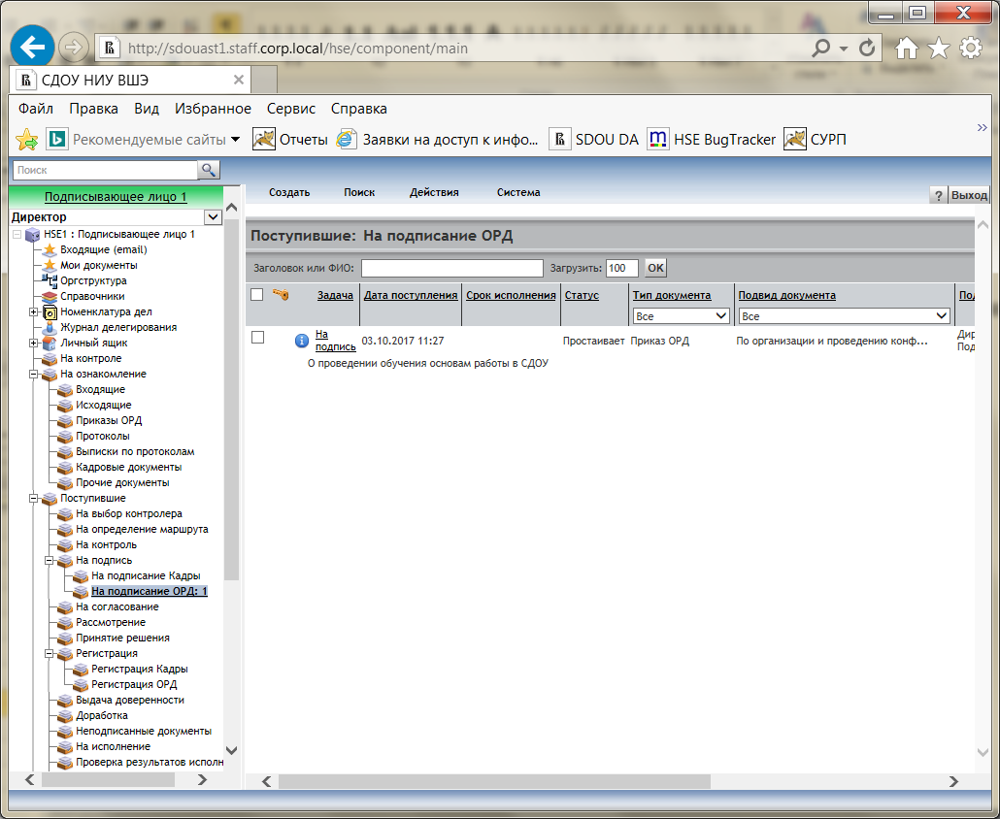 http://sdouast1.staff.corp.local/hse/component/main
СДОУ НИУ ВШЭ
Файл Правка Вид Избранное Сервис Справка
Рекомендуемые сайты Отчеты Заявки на доступ к инфо... SDOU DA HSE BugTracker СУРП
Поиск
Подписывающее лицо 1
Создать Поиск Действия Система ? Выход
Директор
HSE1 : Подписывающее лицо 1
Входящие (email)
Мои документы
Оргструктура
Справочники
Номенклатура дел
Журнал делегирования
Личный ящик
На контроле
На ознакомление
Входящие
Исходящие
Приказы ОРД
Протоколы
Выписки по протоколам
Кадровые документы
Прочие документы
Поступившие
На выбор контролера
На определение маршрута
На контроль
На подпись
На подписание Кадры
На подписание ОРД: 1
На согласование
Рассмотрение
Принятие решения
Регистрация
Регистрация Кадры
Регистрация ОРД
Выдача доверенности
Доработка
Неподписанные документы
На исполнение
Проверка результатов исполн
Поступившие: На подписание ОРД
Заголовок или ФИО: Загрузить: 100 OK
Задача Дата поступления Срок исполнения Статус Тип документа Подвид документа Под
Все Все
На подпись 03.10.2017 11:27 Простаивает Приказ ОРД По организации и проведению конф... Дир Под
О проведении обучения основам работы в СДОУ